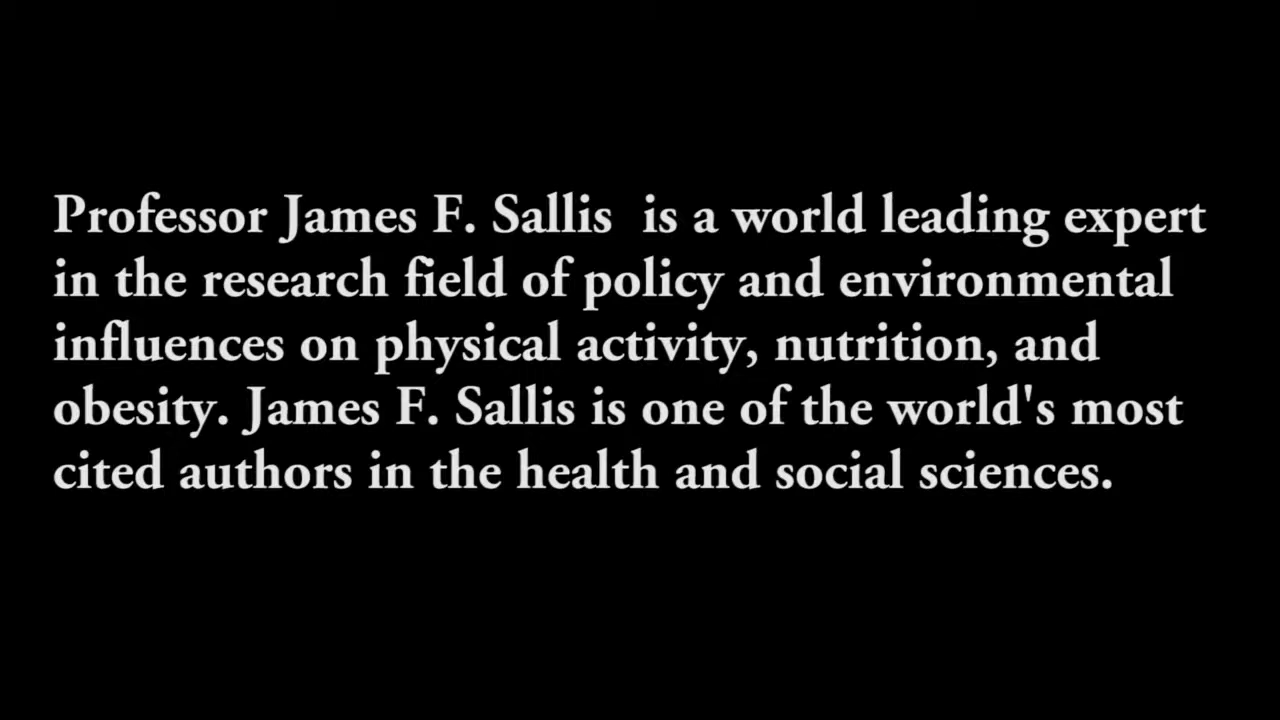 Professor James F. Sallis  is a world leading expert
in the research field of policy and environmental
influences on physical activity, nutrition, and
obesity. James F. Sallis is one of the world's most
cited authors in the health and social sciences.